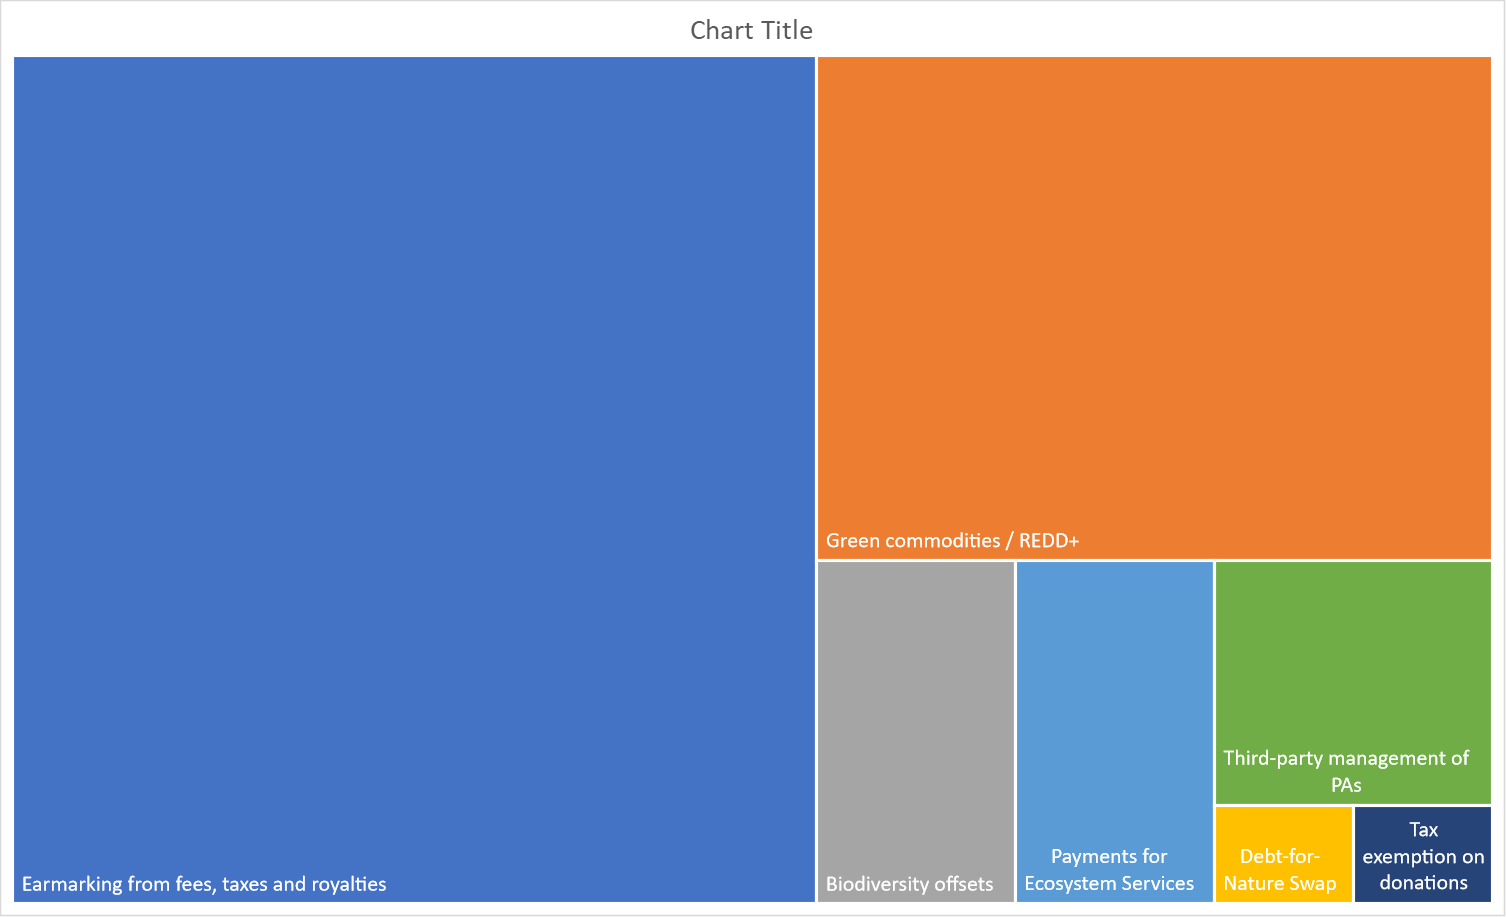 Chart Title
Earmarking from fees, taxes and royalties
Green commodities / REDD+
Biodiversity offsets
Payments for
Ecosystem Services
Third-party management of
PAs
Debt-for-
Nature Swap
Tax
exemption on
donations